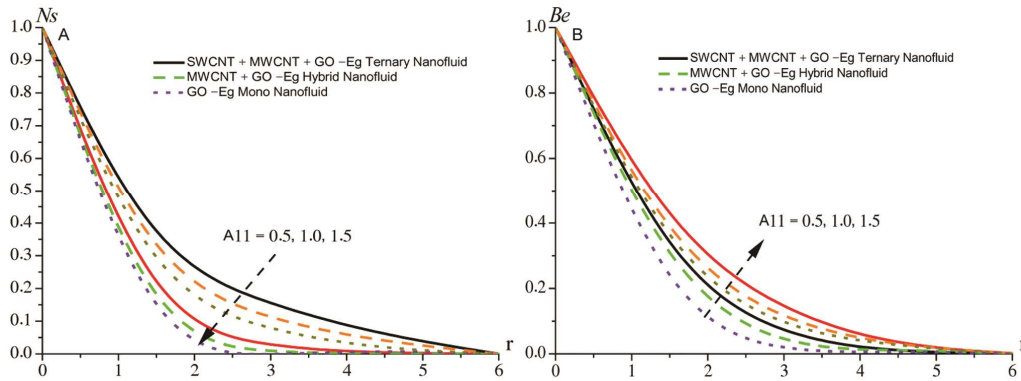 Ns
A
1.0
0.9
0.8
0.7
0.6
0.5
0.4
0.3
0.2
0.1
0.0
0 1 2 3 4 5 6
r
SWCNT + MWCNT + GO −Eg Ternary Nanofluid
MWCNT + GO −Eg Hybrid Nanofluid
GO −Eg Mono Nanofluid
A11 = 0.5, 1.0, 1.5
Be
B
1.0
0.8
0.6
0.4
0.2
0.0
0 1 2 3 4 5 6
SWCNT + MWCNT + GO −Eg Ternary Nanofluid
MWCNT + GO −Eg Hybrid Nanofluid
GO −Eg Mono Nanofluid
A11 = 0.5, 1.0, 1.5